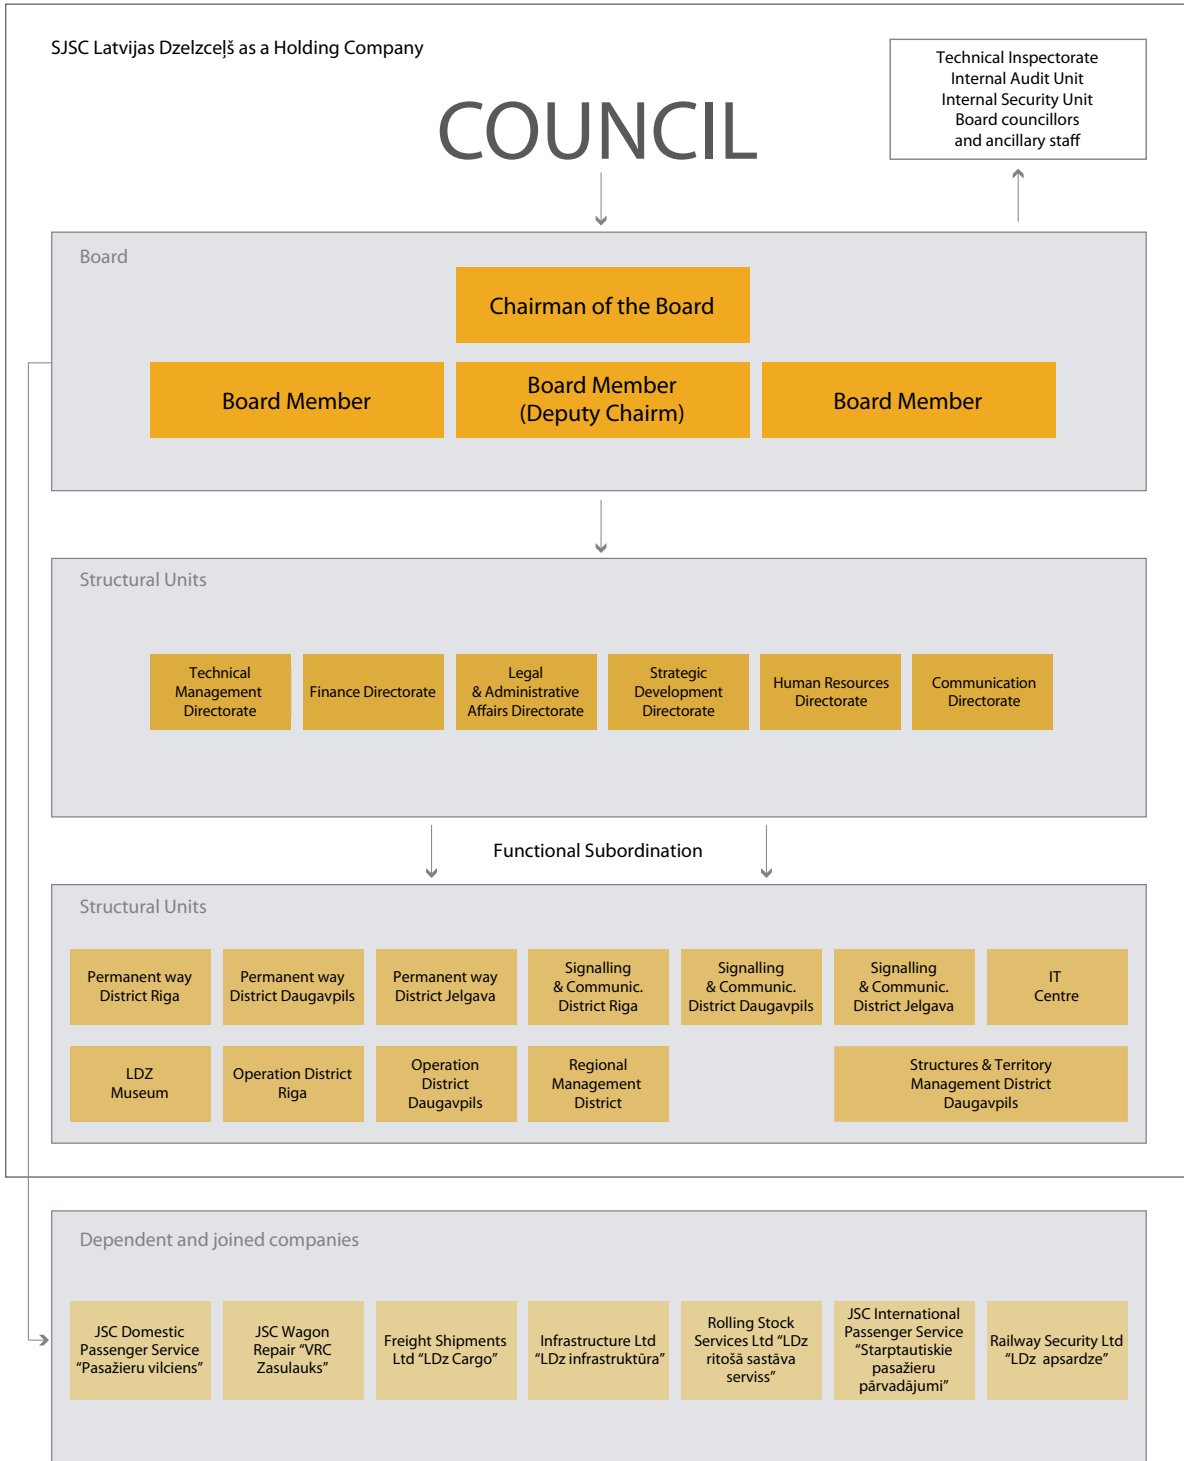 SJSC Latvijas Dzelzceļš as a Holding Company
Technical Inspectorate
Internal Audit Unit
Internal Security Unit
Board councillors
and ancillary staff
COUNCIL
Board
Chairman of the Board
Board Member
Board Member
(Deputy Chairm)
Board Member
Structural Units
Technical
Management
Directorate
Finance Directorate
Legal
& Administrative
Affairs Directorate
Strategic
Development
Directorate
Human Resources
Directorate
Communication
Directorate
Functional Subordination
Structural Units
Permanent way
District Riga
Permanent way
District Daugavpils
Permanent way
District Jelgava
Signalling
& Communic.
District Riga
Signalling
& Communic.
District Daugavpils
Signalling
& Communic.
District Jelgava
IT
Centre
LDZ
Museum
Operation District
Riga
Operation
District
Daugavpils
Regional
Management
District
Structures & Territory
Management District
Daugavpils
Dependent and joined companies
JSC Domestic
Passenger Service
“Pasažieru vilciens”
JSC Wagon
Repair “VRC
Zasulauks”
Freight Shipments
Ltd “LDz Cargo”
Infrastructure Ltd
“LDz infrastruktūra”
Rolling Stock
Services Ltd “LDz
ritošā sastāva
serviss”
JSC International
Passenger Service
“Starptautiskie
pasažieru
pārvadājumi”
Railway Security Ltd
“LDz apsardze”